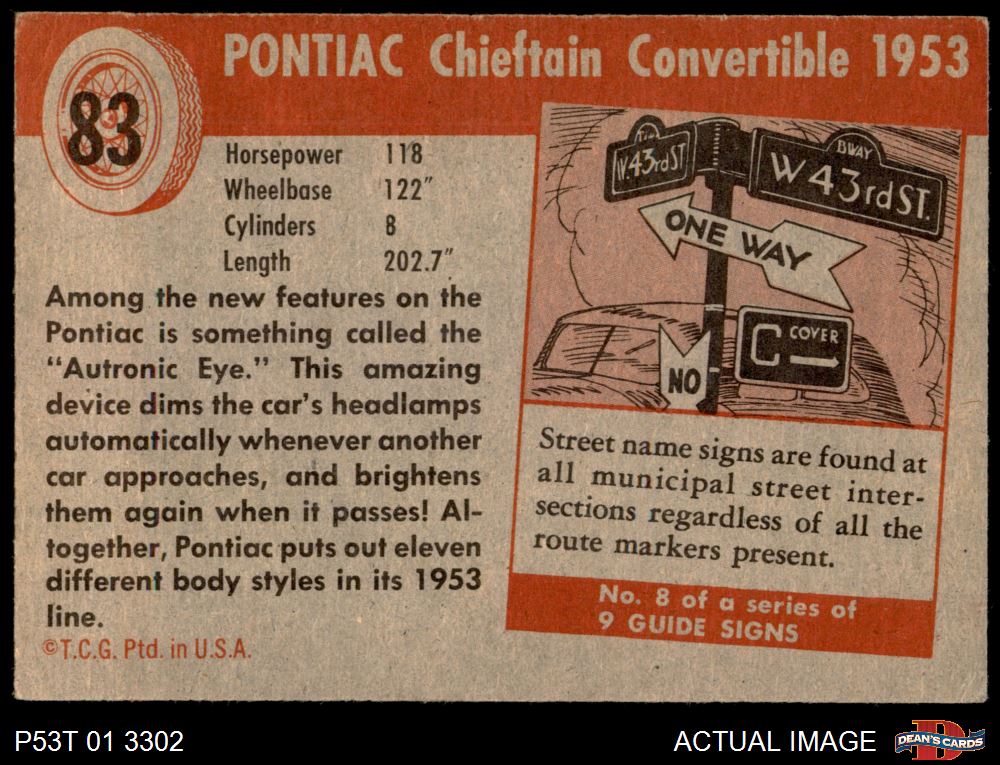 PONTIAC Chieftain Convertible 1953
83
Horsepower 118
Wheelbase 122"
Cylinders 8
Length 202.7"
Among the new features on the
Pontiac is something called the
"Autronic Eye." This amazing
device dims the car's headlamps
automatically whenever another
car approaches, and brightens
them again when it passes! Al-
together, Pontiac puts out eleven
different body styles in its 1953
line.
©T.C.G. Ptd. in U.S.A.
W.43rd ST
BWAY
W 43rd ST.
ONE WAY
NO
C COVER
Street name signs are found at
all municipal street inter-
sections regardless of all the
route markers present.
No. 8 of a series of
9 GUIDE SIGNS
P53T 01 3302
ACTUAL IMAGE
D
DEAN'S CARDS